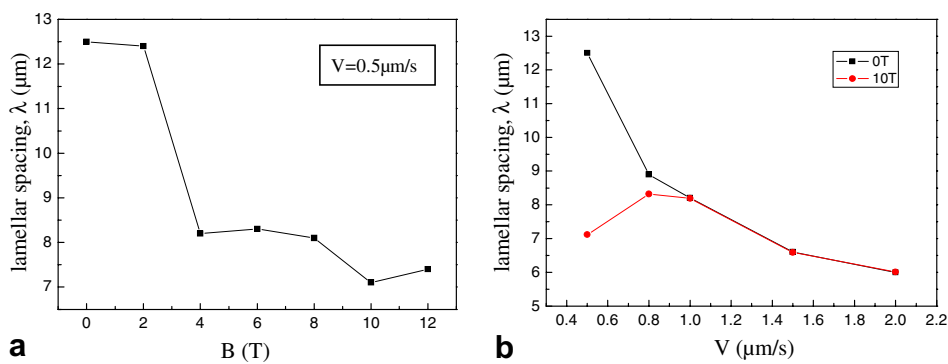 13
12
11
10
9
8
7
lamellar spacing, λ (μm)
V=0.5μm/s
0 2 4 6 8 10 12
B (T)
a
13
12
11
10
9
8
7
6
5
lamellar spacing, λ (μm)
0T
10T
0.4 0.6 0.8 1.0 1.2 1.4 1.6 1.8 2.0 2.2
V (μm/s)
b